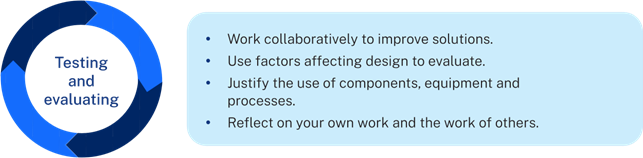 Testing
and
evaluating
• Work collaboratively to improve solutions.
• Use factors affecting design to evaluate.
• Justify the use of components, equipment and
processes.
• Reflect on your own work and the work of others.